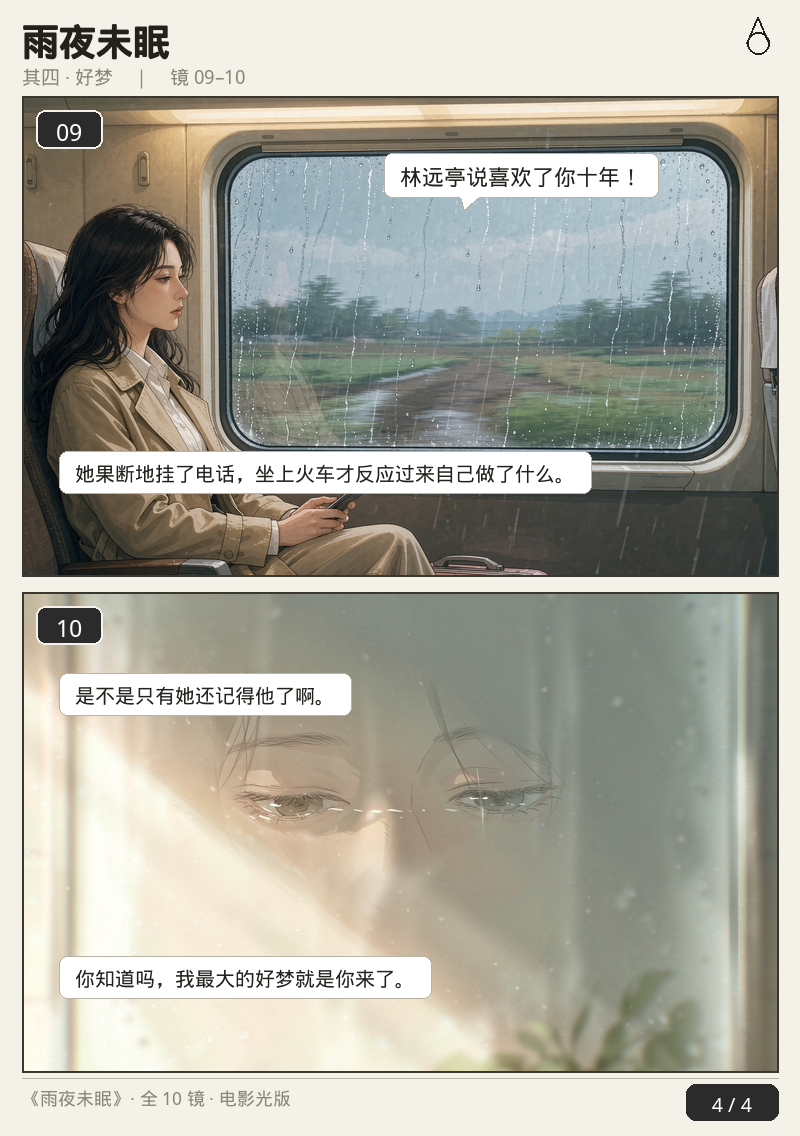 雨夜未眠
其四 · 好梦 | 镜 09–10
09
林远亭说喜欢了你十年！
她果断地挂了电话，坐上火车才反应过来自己做了什么。
10
是不是只有她还记得他了啊。
你知道吗，我最大的好梦就是你来了。
《雨夜未眠》· 全 10 镜 · 电影光版
4 / 4